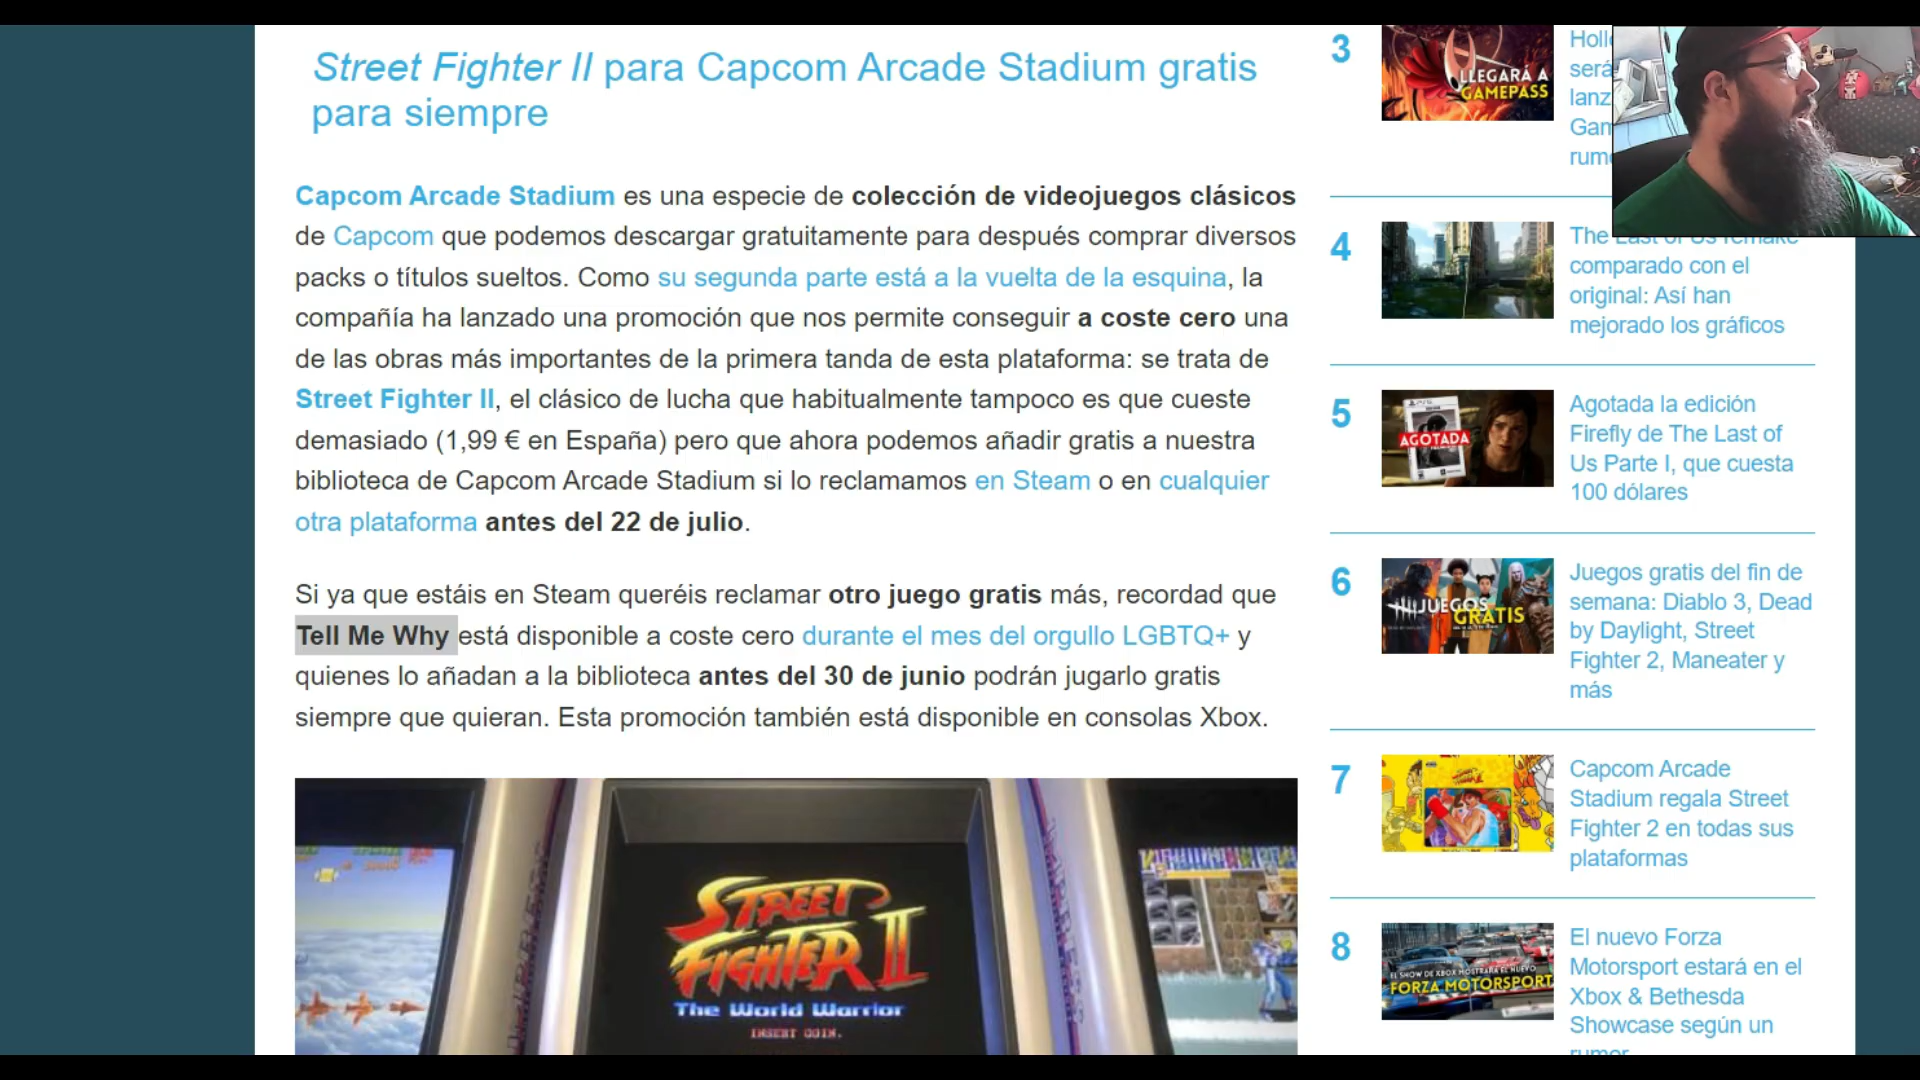 Street Fighter II para Capcom Arcade Stadium gratis
para siempre
Capcom Arcade Stadium es una especie de colección de videojuegos clásicos
de Capcom que podemos descargar gratuitamente para después comprar diversos
packs o títulos sueltos. Como su segunda parte está a la vuelta de la esquina, la
compañía ha lanzado una promoción que nos permite conseguir a coste cero una
de las obras más importantes de la primera tanda de esta plataforma: se trata de
Street Fighter II, el clásico de lucha que habitualmente tampoco es que cueste
demasiado (1,99 € en España) pero que ahora podemos añadir gratis a nuestra
biblioteca de Capcom Arcade Stadium si lo reclamamos en Steam o en cualquier
otra plataforma antes del 22 de julio.
Si ya que estáis en Steam queréis reclamar otro juego gratis más, recordad que
Tell Me Why está disponible a coste cero durante el mes del orgullo LGBTQ+ y
quienes lo añadan a la biblioteca antes del 30 de junio podrán jugarlo gratis
siempre que quieran. Esta promoción también está disponible en consolas Xbox.
STREET
FIGHTER II
The World Warrior
INSERT COIN.
3
LLEGARÁ A
GAMEPASS
será
4
The Last of Us remake
comparado con el
original: Así han
mejorado los gráficos
5
AGOTADA
Agotada la edición
Firefly de The Last of
Us Parte I, que cuesta
100 dólares
6
JUEGOS
GRATIS
Juegos gratis del fin de
semana: Diablo 3, Dead
by Daylight, Street
Fighter 2, Maneater y
más
7
Capcom Arcade
Stadium regala Street
Fighter 2 en todas sus
plataformas
8
EL SHOW DE XBOX MOSTRARÁ EL NUEVO
FORZA MOTORSPORT
El nuevo Forza
Motorsport estará en el
Xbox & Bethesda
Showcase según un
rumor